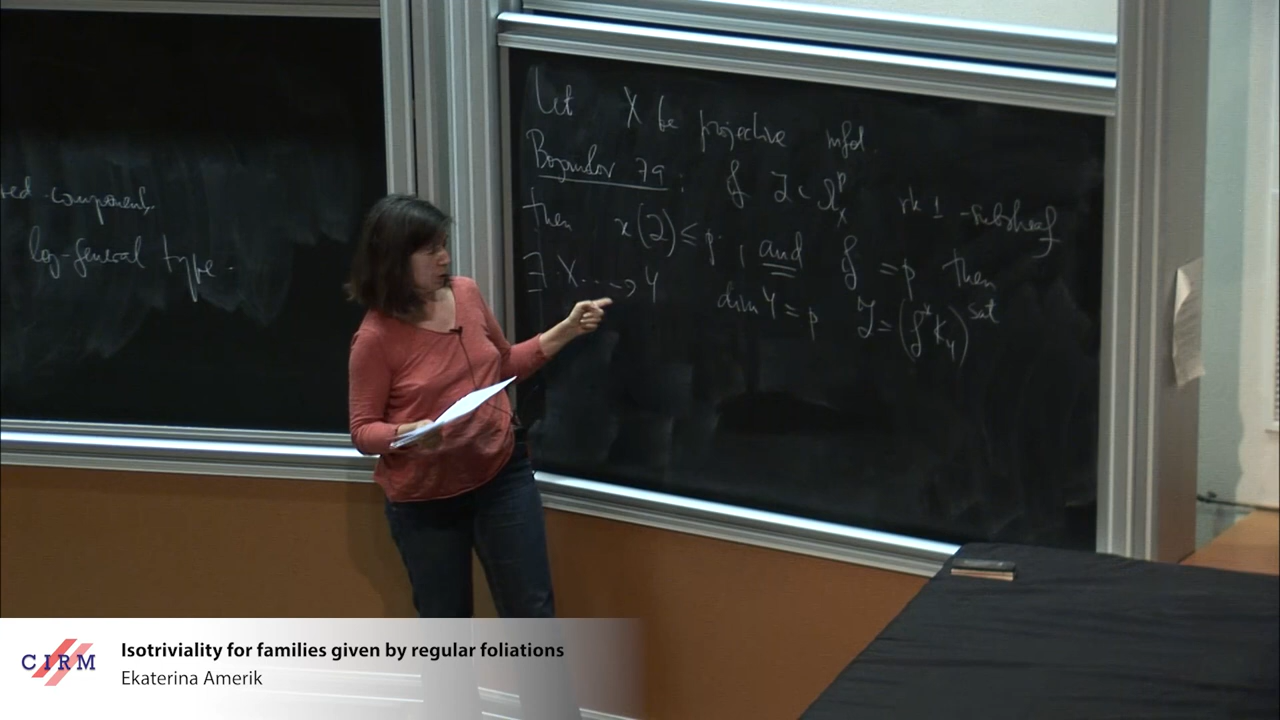 red-component
log-general type.
Let X be projective mfd.
Bogomolov 79: if L ⊂ Ω^p_X rk 1 -subsheaf
then ϰ(L) ≤ p, and if = p then
∃ X ⇢ Y dim Y = p L = (f*K_Y)^sat
CIRM
Isotriviality for families given by regular foliations
Ekaterina Amerik